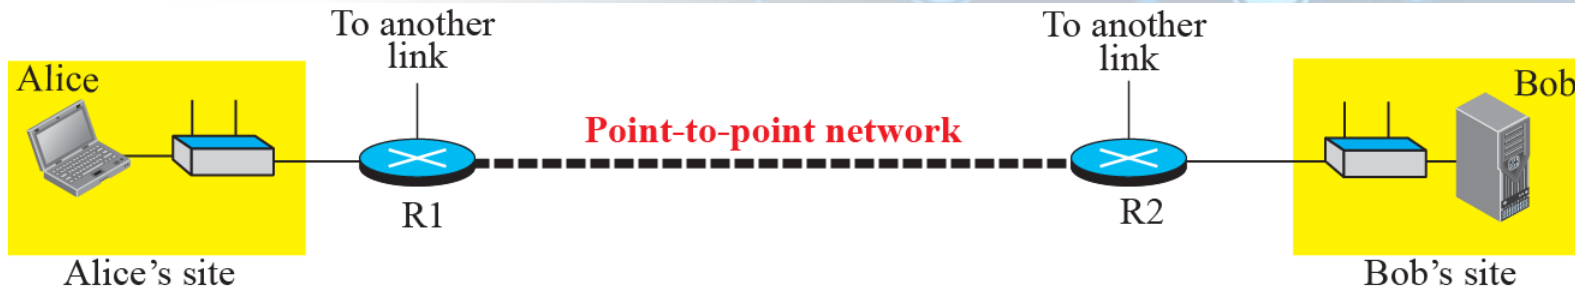 To another
link
To another
link
Alice
Bob
Point-to-point network
R1
R2
Alice’s site
Bob’s site